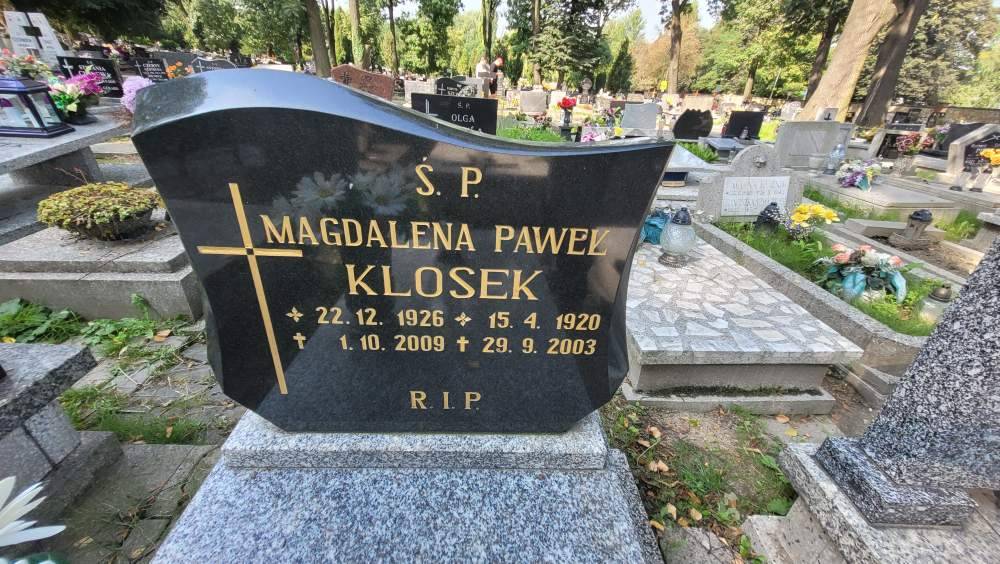 Ś. P.
MAGDALENA PAWEŁ
KLOSEK
22. 12. 1926 15. 4. 1920
1. 10. 2009 29. 9. 2003
R. I. P.
Ś. P.
OLGA